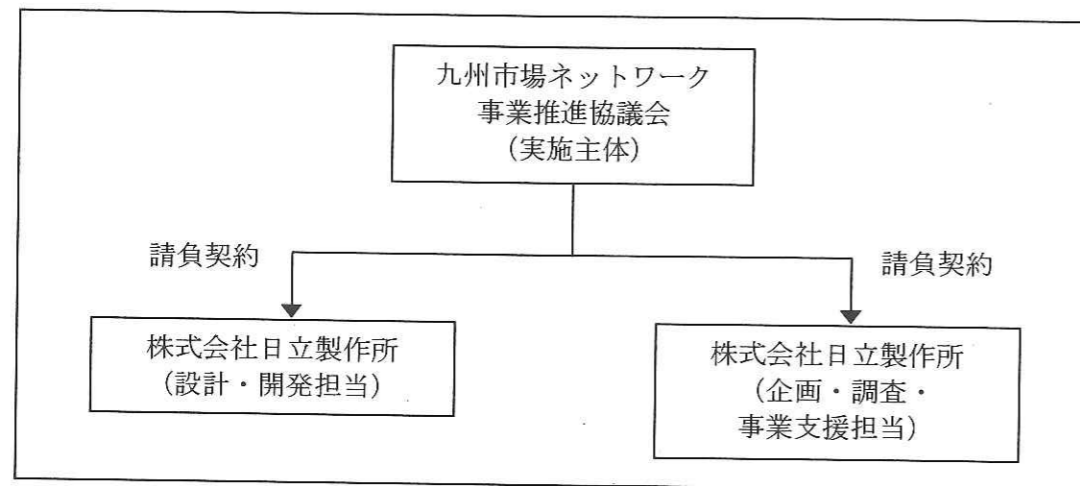 九州市場ネットワーク
事業推進協議会
（実施主体）
請負契約
請負契約
株式会社日立製作所
（設計・開発担当）
株式会社日立製作所
（企画・調査・
事業支援担当）